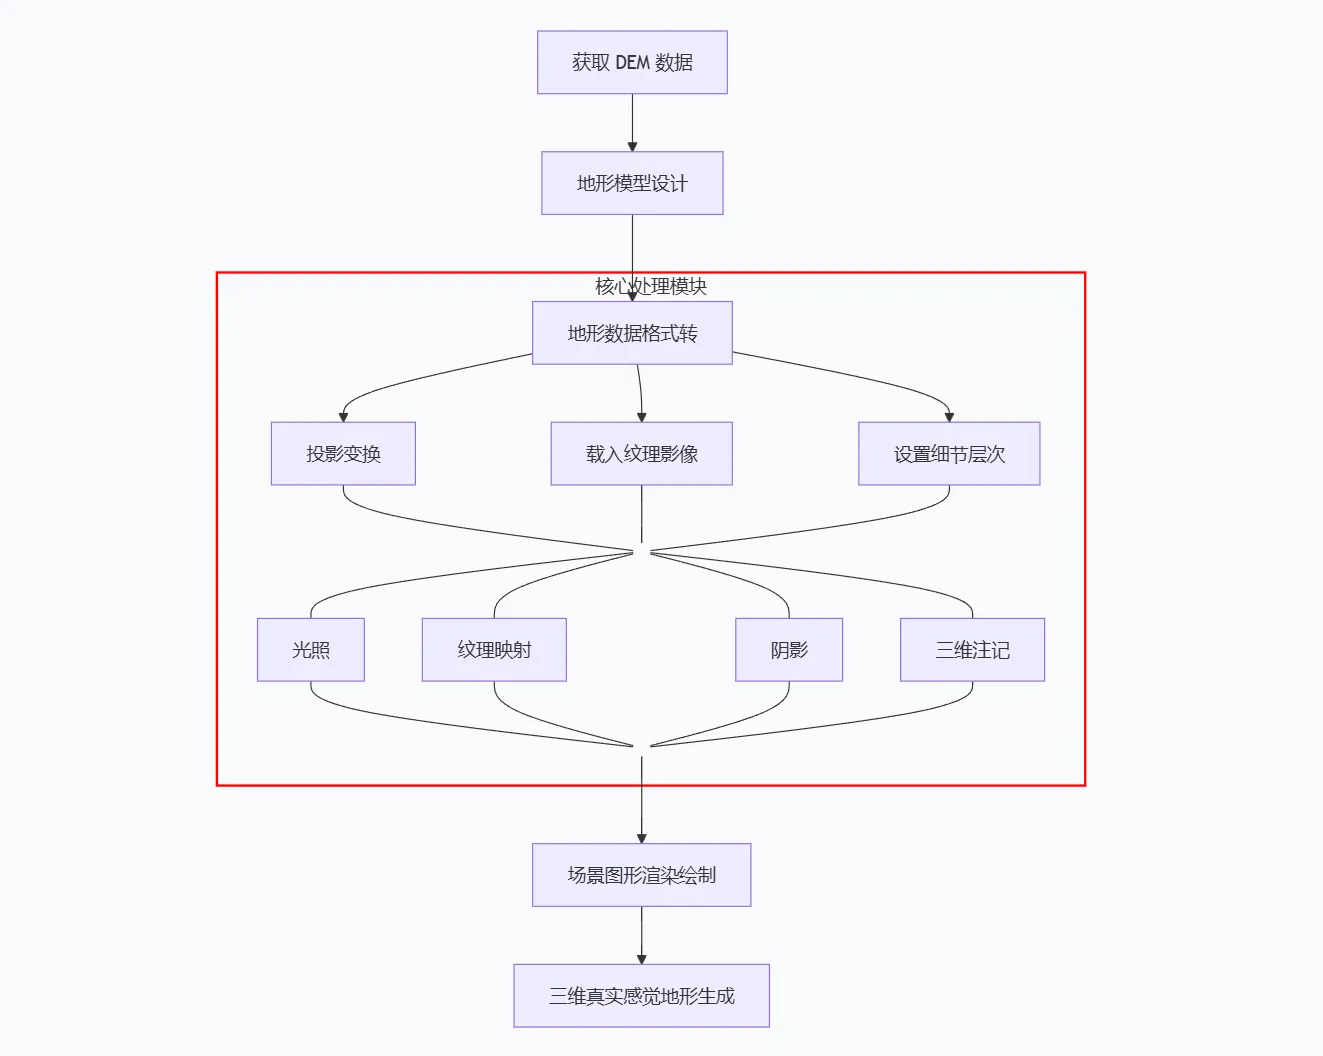 获取 DEM 数据
地形模型设计
核心处理模块
地形数据格式转
投影变换
载入纹理影像
设置细节层次
光照
纹理映射
阴影
三维注记
场景图形渲染绘制
三维真实感觉地形生成